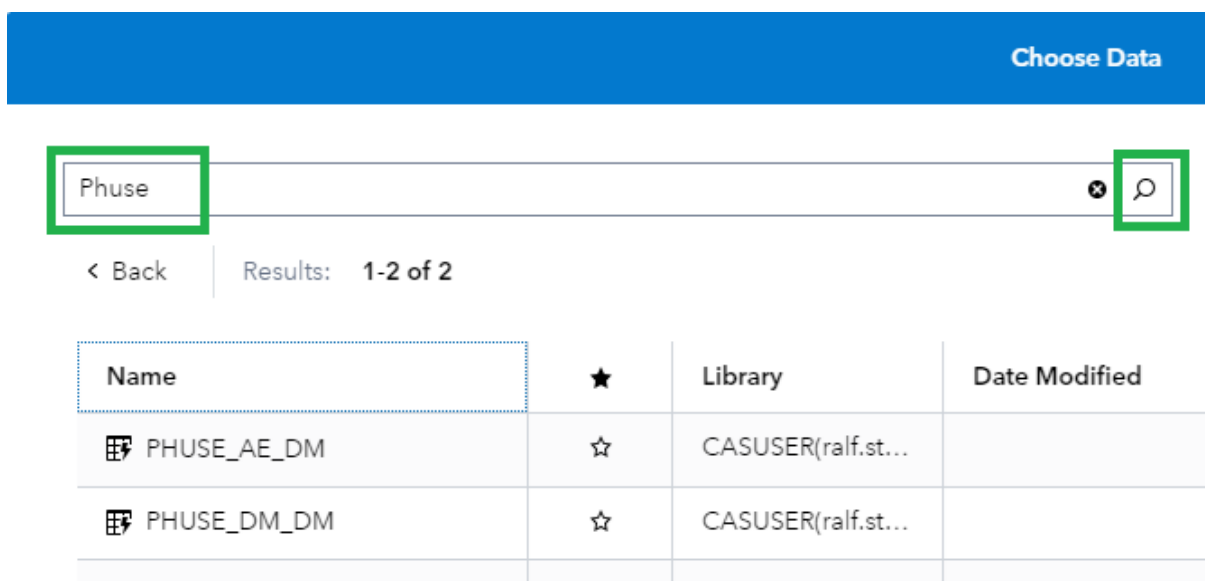 Choose Data
Phuse
< Back Results: 1-2 of 2
Name ★ Library Date Modified
PHUSE_AE_DM ☆ CASUSER(ralf.st...
PHUSE_DM_DM ☆ CASUSER(ralf.st...